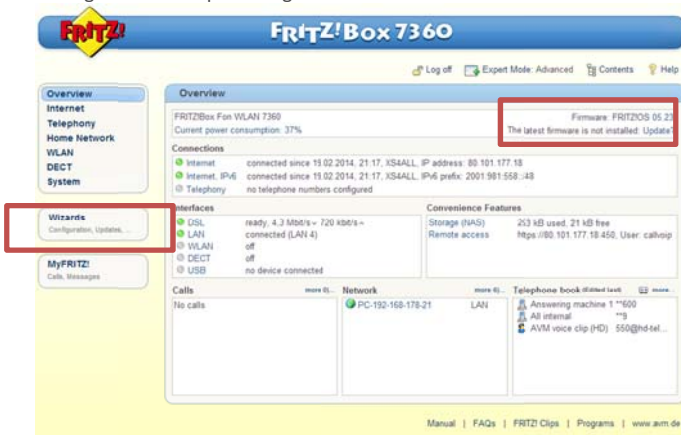 FRITZ!
FRITZ!Box 7360
Log off Expert Mode: Advanced Contents Help
Overview
Internet
Telephony
Home Network
WLAN
DECT
System
Wizards
Configuration, Updates, ...
MyFRITZ!
Calls, Messages
Overview
FRITZ!Box Fon WLAN 7360 Firmware: FRITZ!OS 05.23
Current power consumption: 37% The latest firmware is not installed: Update?
Connections
Internet connected since 19.02.2014, 21:17, XS4ALL, IP address: 80.101.177.18
Internet, IPv6 connected since 19.02.2014, 21:17, XS4ALL, IPv6 prefix: 2001:981:558::/48
Telephony no telephone numbers configured
Interfaces
DSL ready, 4,3 Mbit/s ~ 720 kbit/s ~
LAN connected (LAN 4)
WLAN off
DECT off
USB no device connected
Convenience Features
Storage (NAS) 253 kB used, 21 kB free
Remote access https://80.101.177.18:450, User: callvoip
Calls more
No calls
Network more
PC-192-168-178-21 LAN
Telephone book (Edited last) more
Answering machine 1 **600
All internal **9
AVM voice clip (HD) 550@hd-tel...
Manual | FAQs | FRITZ! Clips | Programs | www.avm.de